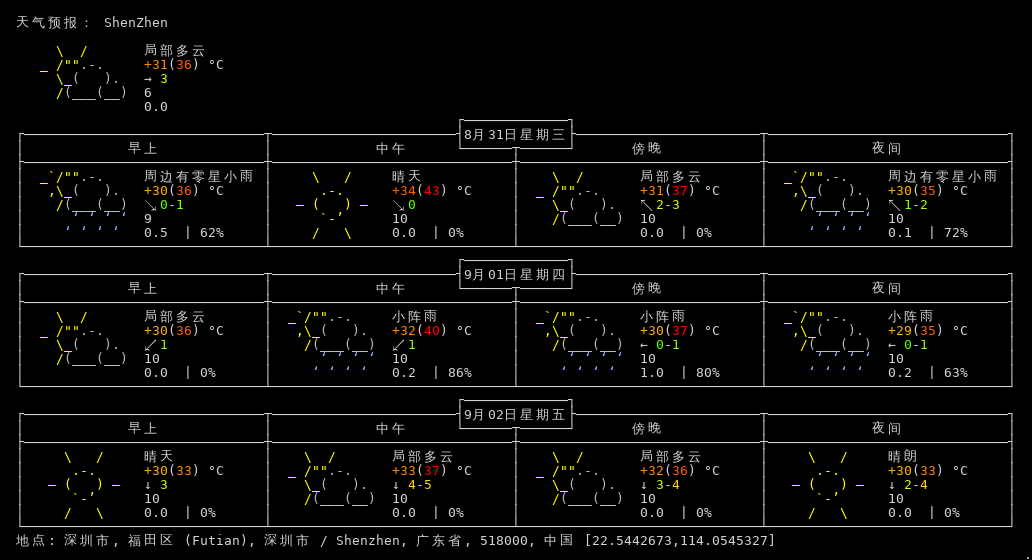 天气预报： ShenZhen
局部多云
+31(36) °C
→ 3
6
0.0
8月31日星期三
早上 中午 傍晚 夜间
周边有零星小雨 晴天 局部多云 周边有零星小雨
+30(36) °C +34(43) °C +31(37) °C +30(35) °C
↘ 0-1 ↘ 0 ↖ 2-3 ↖ 1-2
9 10 10 10
0.5 | 62% 0.0 | 0% 0.0 | 0% 0.1 | 72%
9月01日星期四
早上 中午 傍晚 夜间
局部多云 小阵雨 小阵雨 小阵雨
+30(36) °C +32(40) °C +30(37) °C +29(35) °C
↙ 1 ↙ 1 ← 0-1 ← 0-1
10 10 10 10
0.0 | 0% 0.2 | 86% 1.0 | 80% 0.2 | 63%
9月02日星期五
早上 中午 傍晚 夜间
晴天 局部多云 局部多云 晴朗
+30(33) °C +33(37) °C +32(36) °C +30(33) °C
↓ 3 ↓ 4-5 ↓ 3-4 ↓ 2-4
10 10 10 10
0.0 | 0% 0.0 | 0% 0.0 | 0% 0.0 | 0%
地点: 深圳市, 福田区 (Futian), 深圳市 / Shenzhen, 广东省, 518000, 中国 [22.5442673,114.0545327]